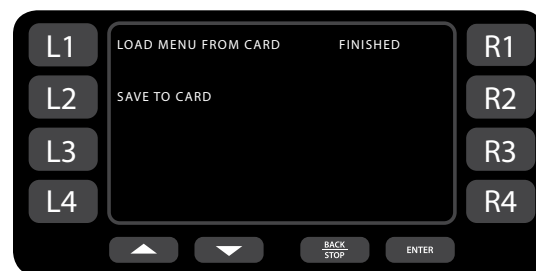 L1 LOAD MENU FROM CARD FINISHED R1
L2 SAVE TO CARD R2
L3 R3
L4 R4
BACK
STOP ENTER